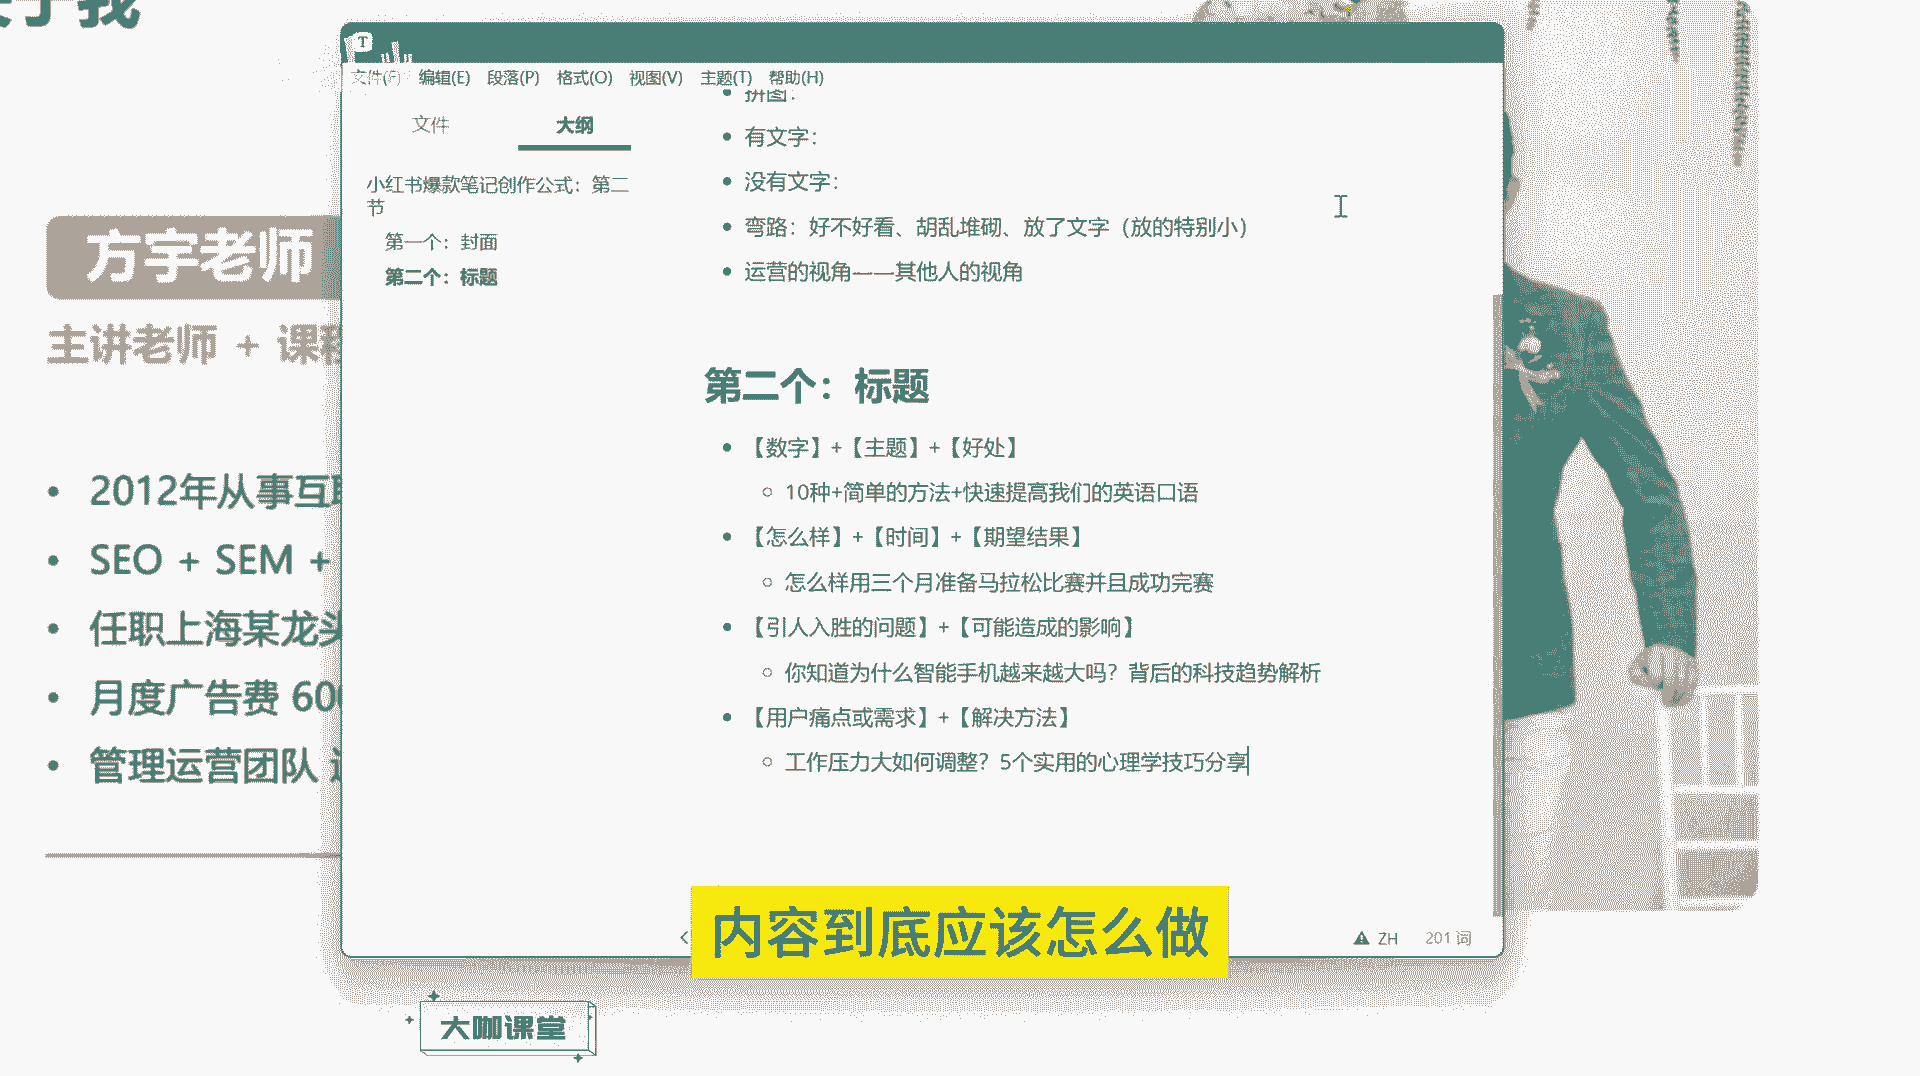 于我
方宇老师
主讲老师 + 课程
2012年从事互联
SEO + SEM +
任职上海某龙头
月度广告费 600
管理运营团队
T
文件(F) 编辑(E) 段落(P) 格式(O) 视图(V) 主题(T) 帮助(H)
文件 大纲
小红书爆款笔记创作公式：第二
节
第一个：封面
第二个：标题
拼图：
有文字：
没有文字：
弯路：好不好看、胡乱堆砌、放了文字（放的特别小）
运营的视角——其他人的视角
第二个：标题
【数字】+【主题】+【好处】
10种+简单的方法+快速提高我们的英语口语
【怎么样】+【时间】+【期望结果】
怎么样用三个月准备马拉松比赛并且成功完赛
【引人入胜的问题】+【可能造成的影响】
你知道为什么智能手机越来越大吗？背后的科技趋势解析
【用户痛点或需求】+【解决方法】
工作压力大如何调整？5个实用的心理学技巧分享
内容到底应该怎么做
ZH 201 词
大咖课堂